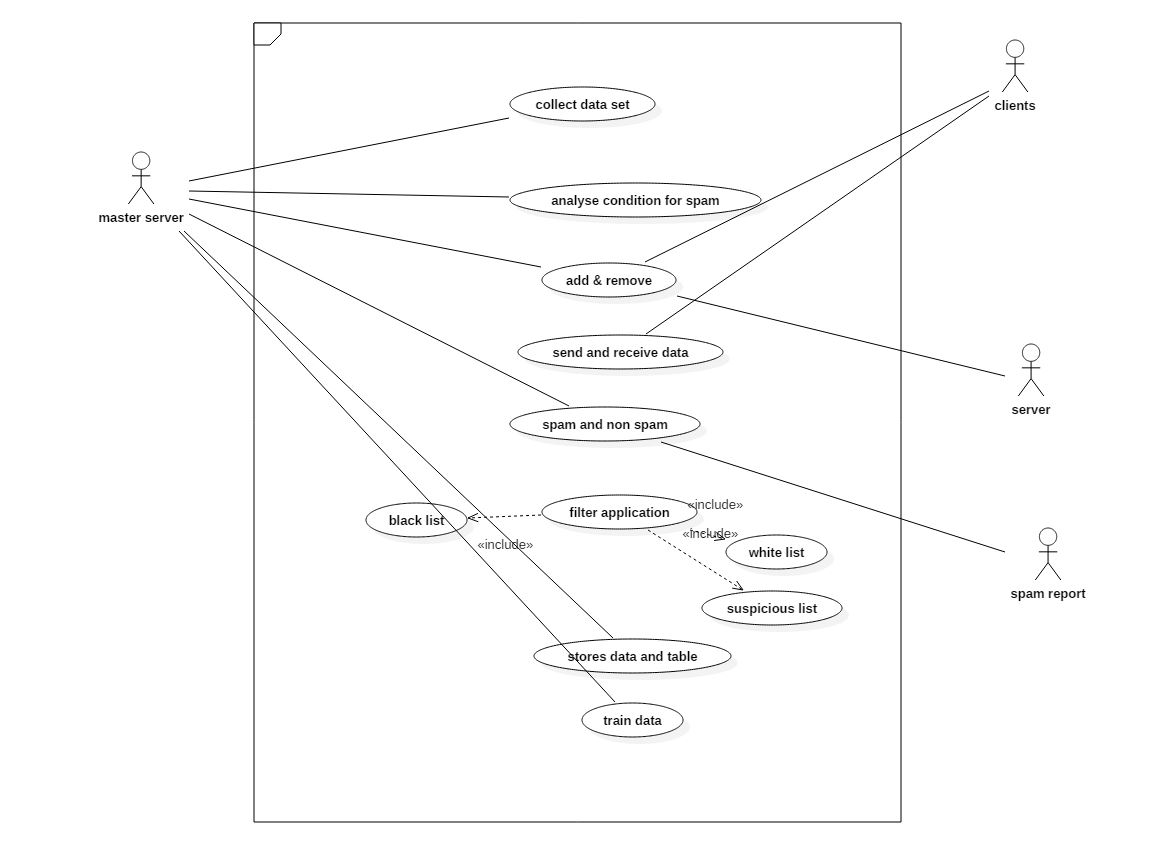 clients
collect data set
analyse condition for spam
master server
add & remove
send and receive data
server
spam and non spam
«include»
filter application
black list
«include»
«include»
white list
spam report
suspicious list
stores data and table
train data